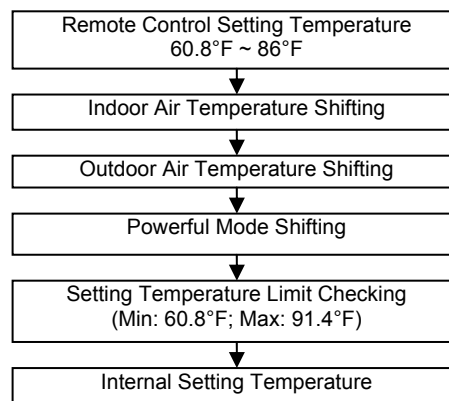 Remote Control Setting Temperature
60.8°F ~ 86°F
Indoor Air Temperature Shifting
Outdoor Air Temperature Shifting
Powerful Mode Shifting
Setting Temperature Limit Checking
(Min: 60.8°F; Max: 91.4°F)
Internal Setting Temperature